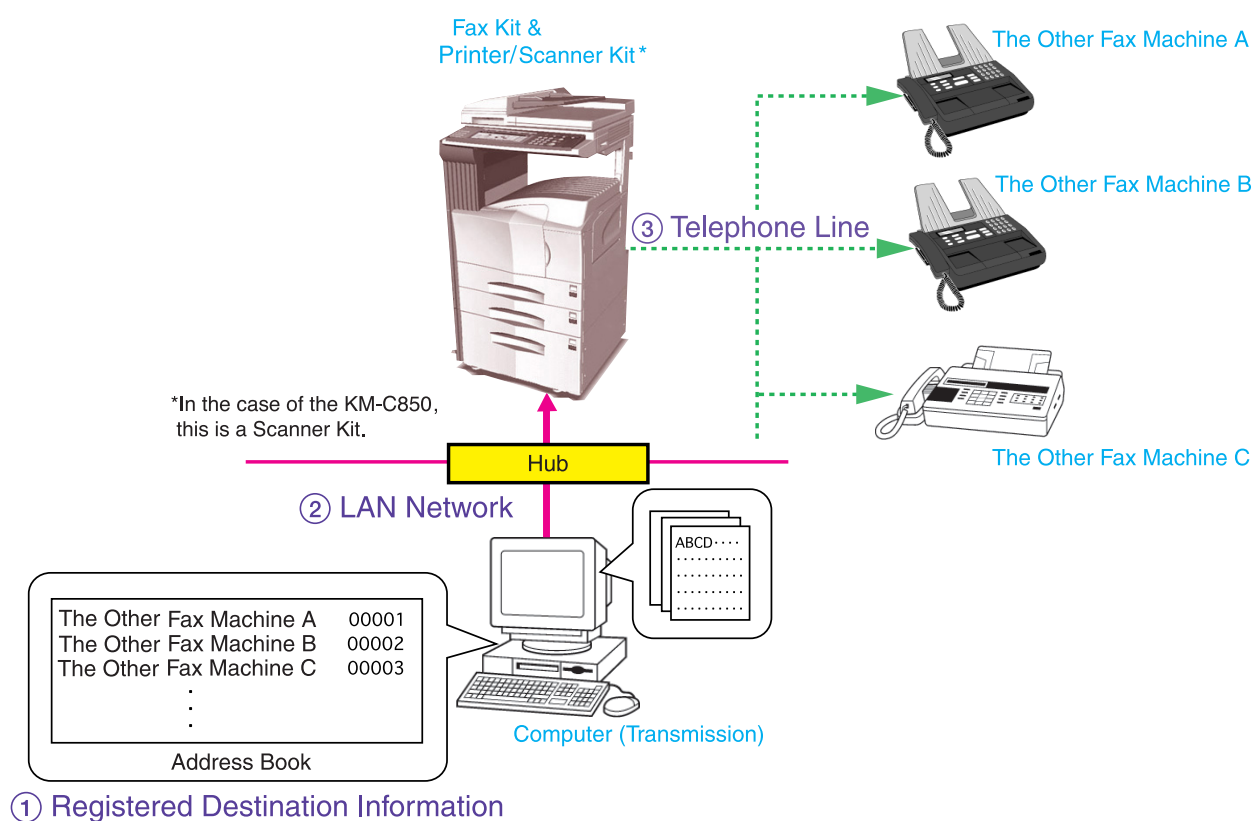 Fax Kit &
Printer/Scanner Kit*
The Other Fax Machine A
The Other Fax Machine B
③ Telephone Line
*In the case of the KM-C850,
this is a Scanner Kit.
The Other Fax Machine C
Hub
② LAN Network
ABCD····
The Other Fax Machine A 00001
The Other Fax Machine B 00002
The Other Fax Machine C 00003
Computer (Transmission)
Address Book
① Registered Destination Information